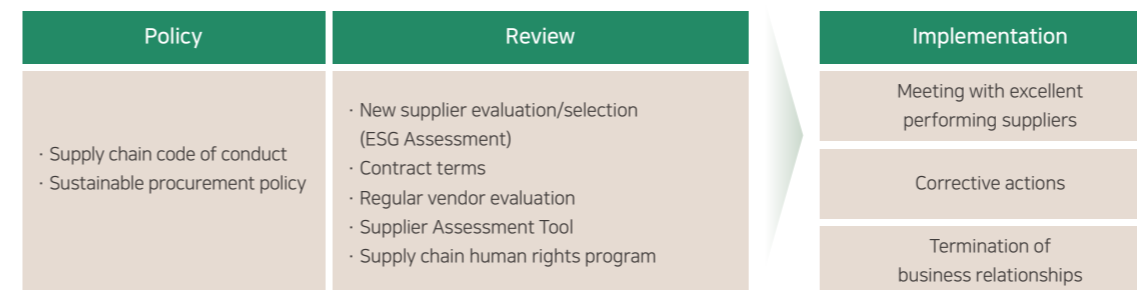 Policy
· Supply chain code of conduct
· Sustainable procurement policy
Review
· New supplier evaluation/selection
(ESG Assessment)
· Contract terms
· Regular vendor evaluation
· Supplier Assessment Tool
· Supply chain human rights program
Implementation
Meeting with excellent
performing suppliers
Corrective actions
Termination of
business relationships